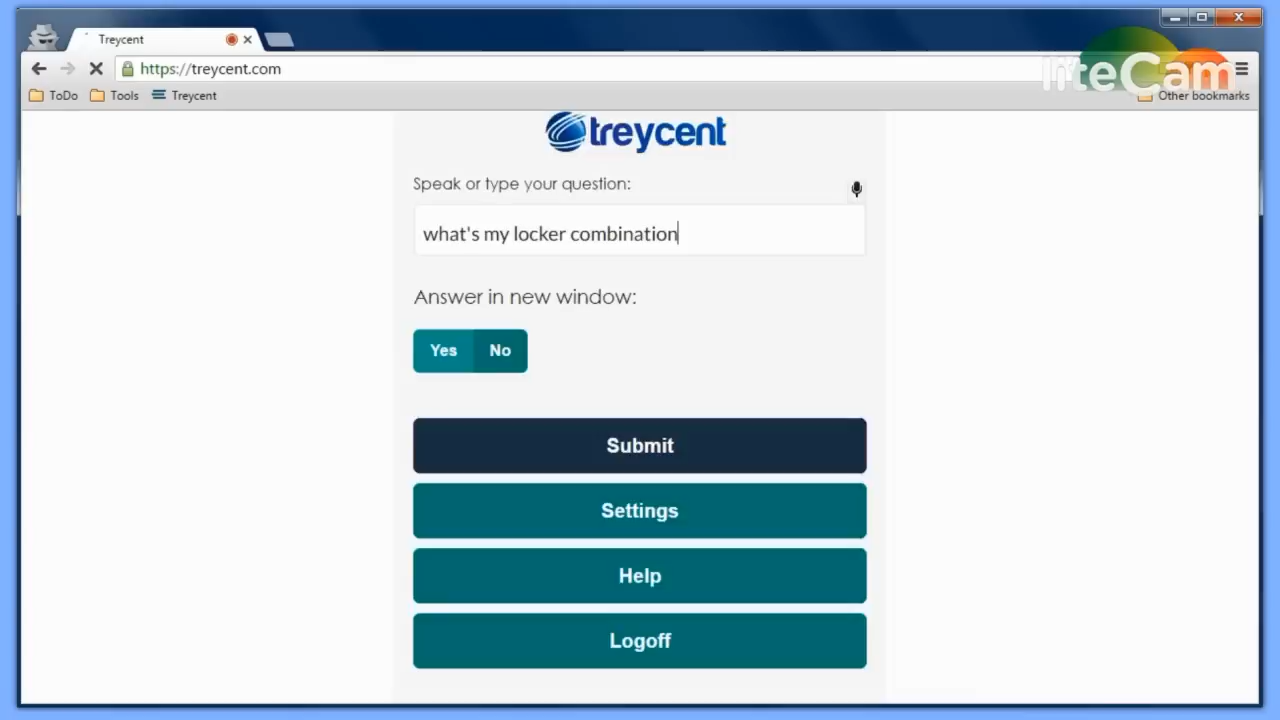 Treycent
https://treycent.com
liteCam
ToDo Tools Treycent Other bookmarks
treycent
Speak or type your question:
what's my locker combination
Answer in new window:
Yes No
Submit
Settings
Help
Logoff